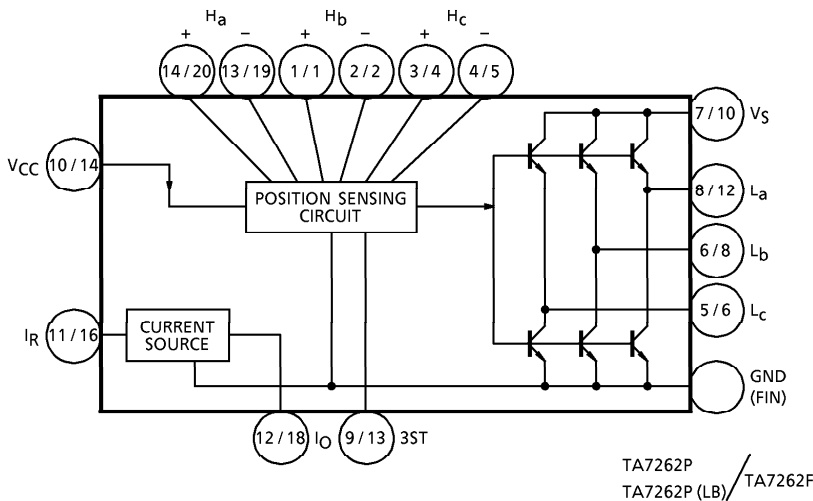 Ha Hb Hc
+ − + − + −
14/20 13/19 1/1 2/2 3/4 4/5
7/10 VS
VCC 10/14
POSITION SENSING
CIRCUIT
8/12 La
6/8 Lb
5/6 Lc
IR 11/16
CURRENT
SOURCE
GND
(FIN)
12/18 IO 9/13 3ST
TA7262P
TA7262P (LB) / TA7262F